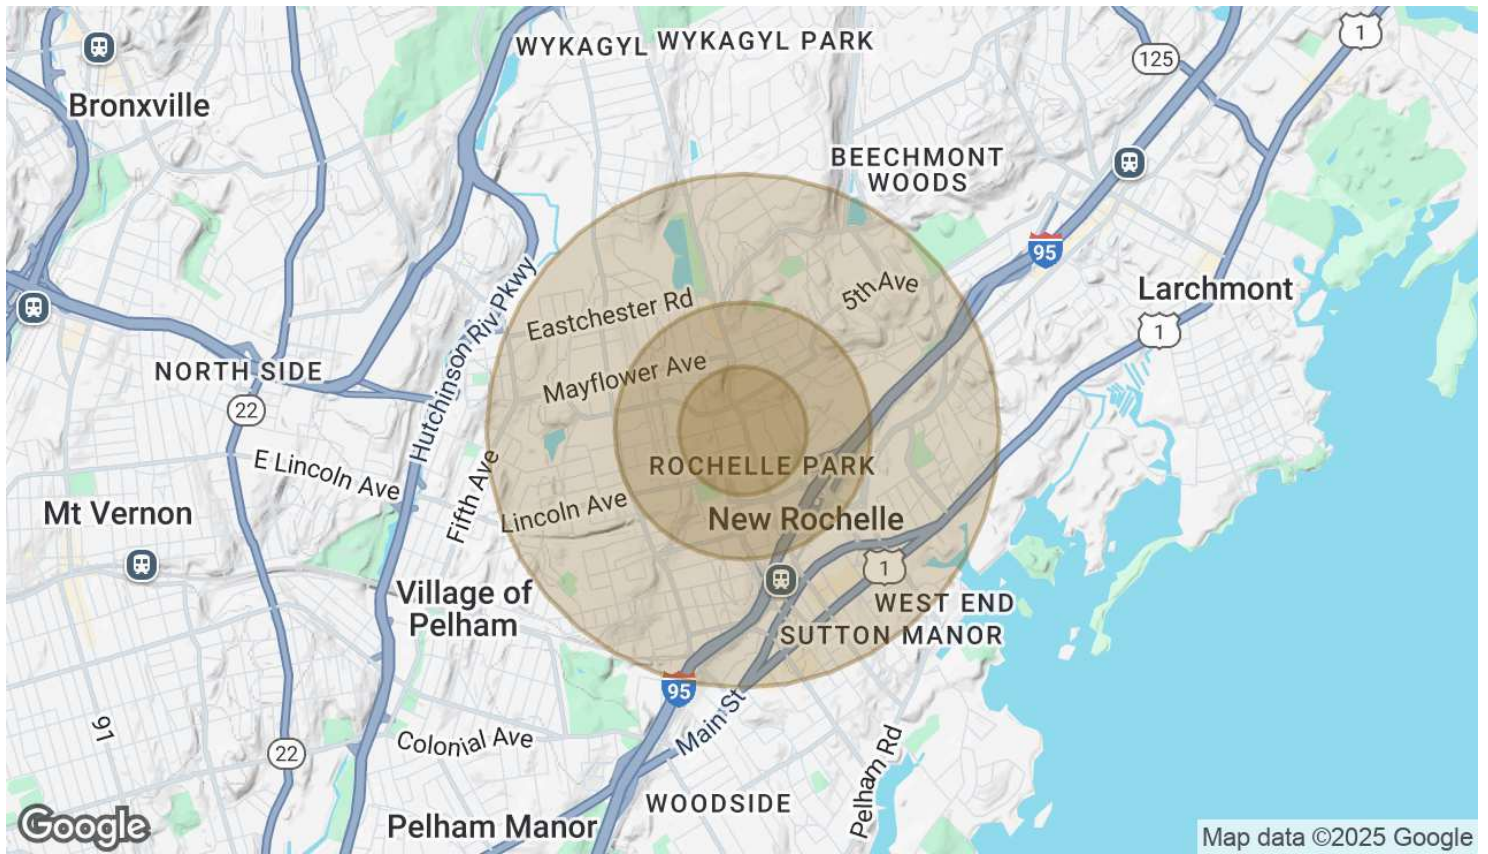 WYKAGYL
WYKAGYL PARK
1
125
Bronxville
BEECHMONT
WOODS
95
5th Ave
Larchmont
Eastchester Rd
Hutchinson Riv Pkwy
1
Mayflower Ave
NORTH SIDE
22
E Lincoln Ave
ROCHELLE PARK
Fifth Ave
Lincoln Ave
Mt Vernon
New Rochelle
1
Village of
Pelham
WEST END
SUTTON MANOR
95
Main St
91
22
Colonial Ave
Pelham Rd
WOODSIDE
Pelham Manor
Google
Map data ©2025 Google